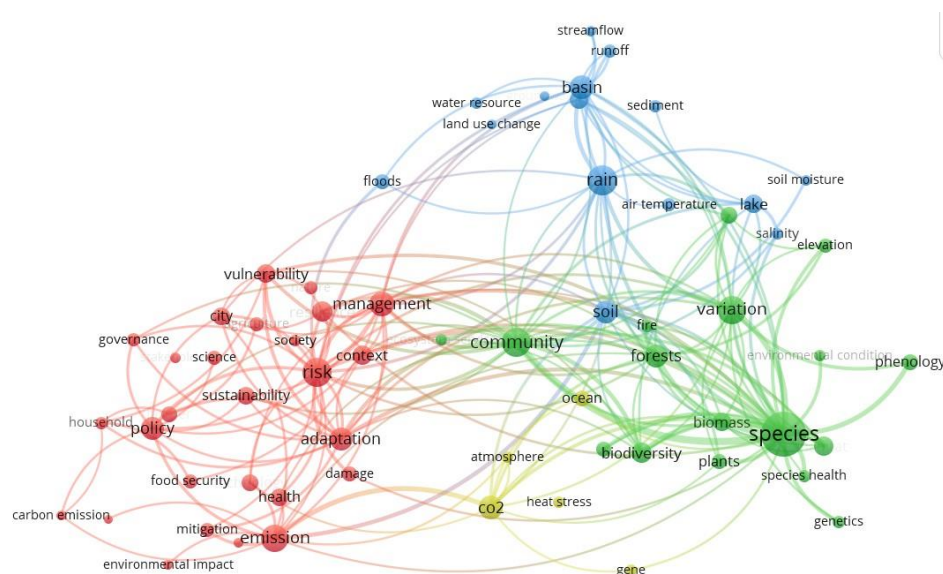 streamflow
runoff
basin
water resource
sediment
land use change
floods
rain
soil moisture
air temperature
lake
salinity
elevation
vulnerability
management
city
soil
variation
governance
society
fire
community
science
context
forests
environmental condition
phenology
risk
sustainability
ocean
household
policy
biomass
species
adaptation
biodiversity
atmosphere
plants
damage
species health
food security
health
heat stress
co2
carbon emission
genetics
mitigation
emission
environmental impact
gene